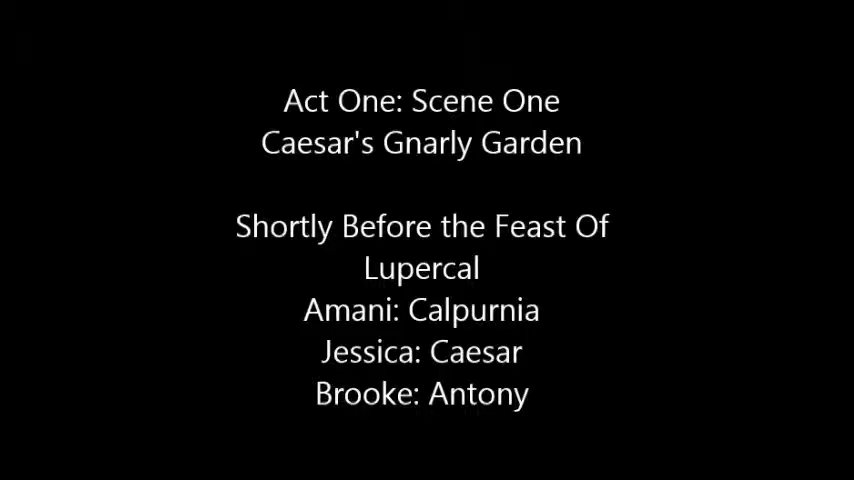 Act One: Scene One
Caesar's Gnarly Garden
Shortly Before the Feast Of
Lupercal
Amani: Calpurnia
Jessica: Caesar
Brooke: Antony